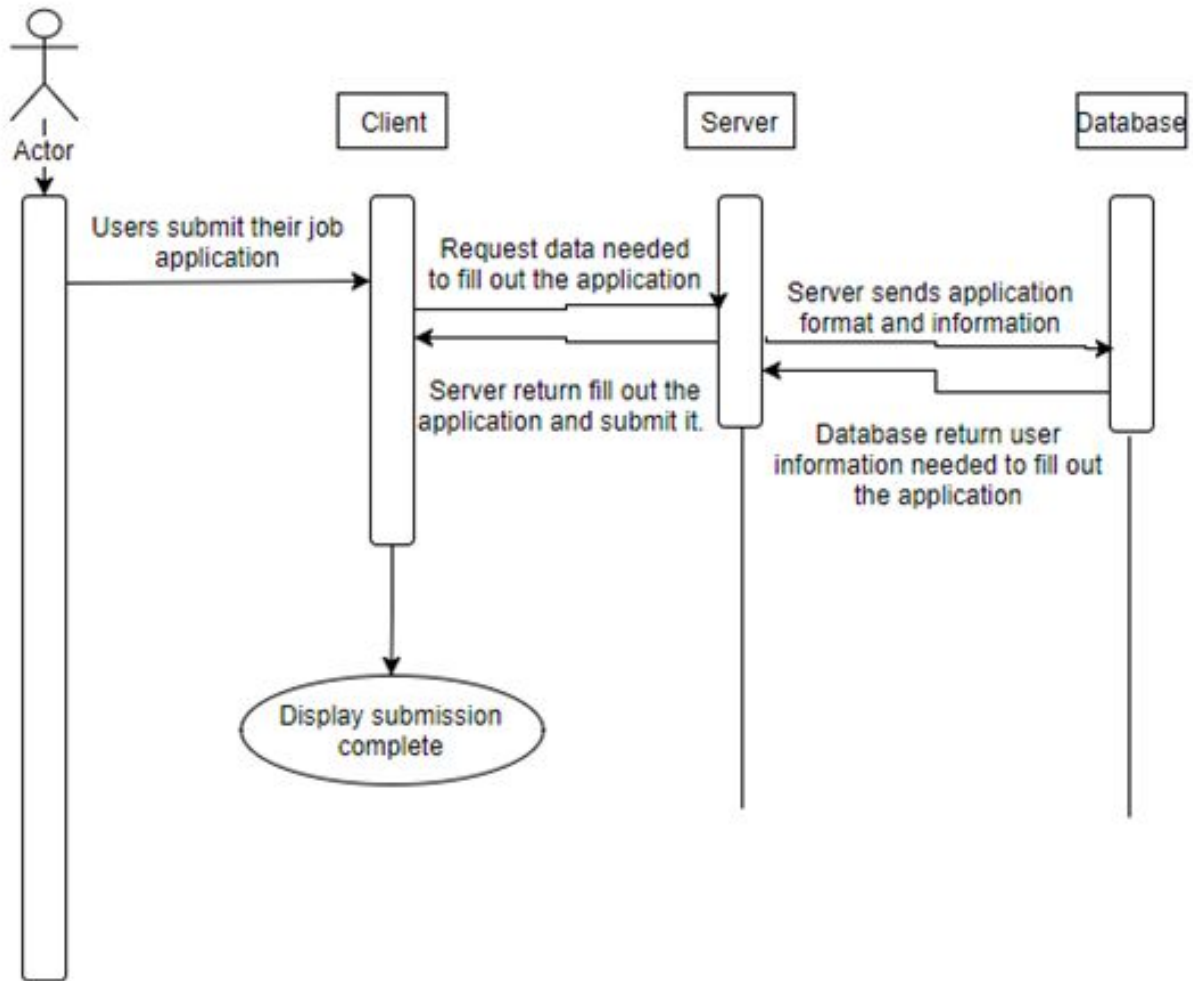 Actor
Client
Server
Database
Users submit their job
application
Request data needed
to fill out the application
Server sends application
format and information
Server return fill out the
application and submit it.
Database return user
information needed to fill out
the application
Display submission
complete